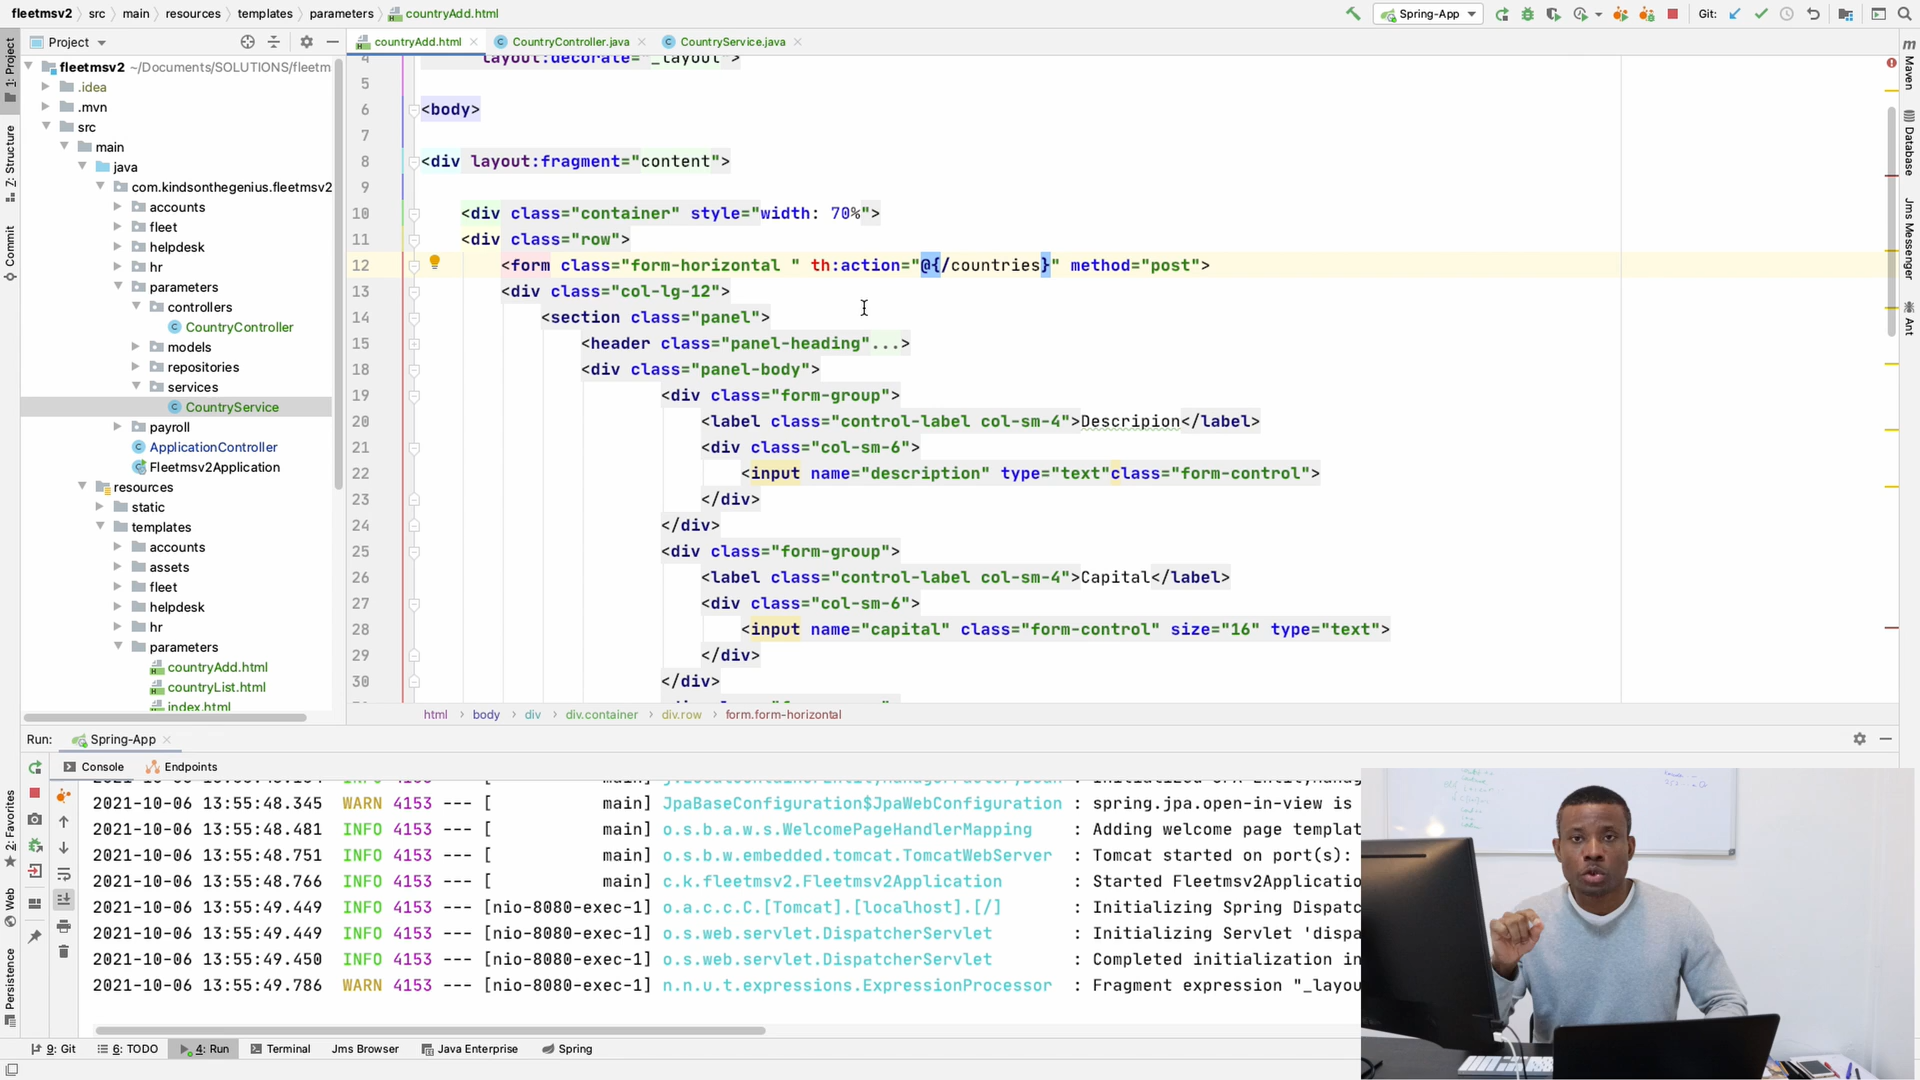 fleetmsv2 › src › main › resources › templates › parameters › countryAdd.html
Spring-App
Git:
Project
countryAdd.html
CountryController.java
CountryService.java
1: Project
Z: Structure
Commit
2: Favorites
Web
Persistence
Maven
Database
Jms Messenger
Ant
fleetmsv2 ~/Documents/SOLUTIONS/fleetm
.idea
.mvn
src
main
java
com.kindsonthegenius.fleetmsv2
accounts
fleet
helpdesk
hr
parameters
controllers
CountryController
models
repositories
services
CountryService
payroll
ApplicationController
Fleetmsv2Application
resources
static
templates
accounts
assets
fleet
helpdesk
hr
parameters
countryAdd.html
countryList.html
index.html
4 layout:decorate="_layout">
5
6 <body>
7
8 <div layout:fragment="content">
9
10 <div class="container" style="width: 70%">
11 <div class="row">
12 <form class="form-horizontal " th:action="@{/countries}" method="post">
13 <div class="col-lg-12">
14 <section class="panel">
15 <header class="panel-heading"...>
18 <div class="panel-body">
19 <div class="form-group">
20 <label class="control-label col-sm-4">Descripion</label>
21 <div class="col-sm-6">
22 <input name="description" type="text"class="form-control">
23 </div>
24 </div>
25 <div class="form-group">
26 <label class="control-label col-sm-4">Capital</label>
27 <div class="col-sm-6">
28 <input name="capital" class="form-control" size="16" type="text">
29 </div>
30 </div>
html › body › div › div.container › div.row › form.form-horizontal
Run: Spring-App
Console Endpoints
2021-10-06 13:55:48.345 WARN 4153 --- [ main] JpaBaseConfiguration$JpaWebConfiguration : spring.jpa.open-in-view is
2021-10-06 13:55:48.481 INFO 4153 --- [ main] o.s.b.a.w.s.WelcomePageHandlerMapping : Adding welcome page templat
2021-10-06 13:55:48.751 INFO 4153 --- [ main] o.s.b.w.embedded.tomcat.TomcatWebServer : Tomcat started on port(s):
2021-10-06 13:55:48.766 INFO 4153 --- [ main] c.k.fleetmsv2.Fleetmsv2Application : Started Fleetmsv2Applicatio
2021-10-06 13:55:49.449 INFO 4153 --- [nio-8080-exec-1] o.a.c.c.C.[Tomcat].[localhost].[/] : Initializing Spring Dispatc
2021-10-06 13:55:49.449 INFO 4153 --- [nio-8080-exec-1] o.s.web.servlet.DispatcherServlet : Initializing Servlet 'dispa
2021-10-06 13:55:49.450 INFO 4153 --- [nio-8080-exec-1] o.s.web.servlet.DispatcherServlet : Completed initialization in
2021-10-06 13:55:49.786 WARN 4153 --- [nio-8080-exec-1] n.n.u.t.expressions.ExpressionProcessor : Fragment expression "_layou
9: Git 6: TODO 4: Run Terminal Jms Browser Java Enterprise Spring